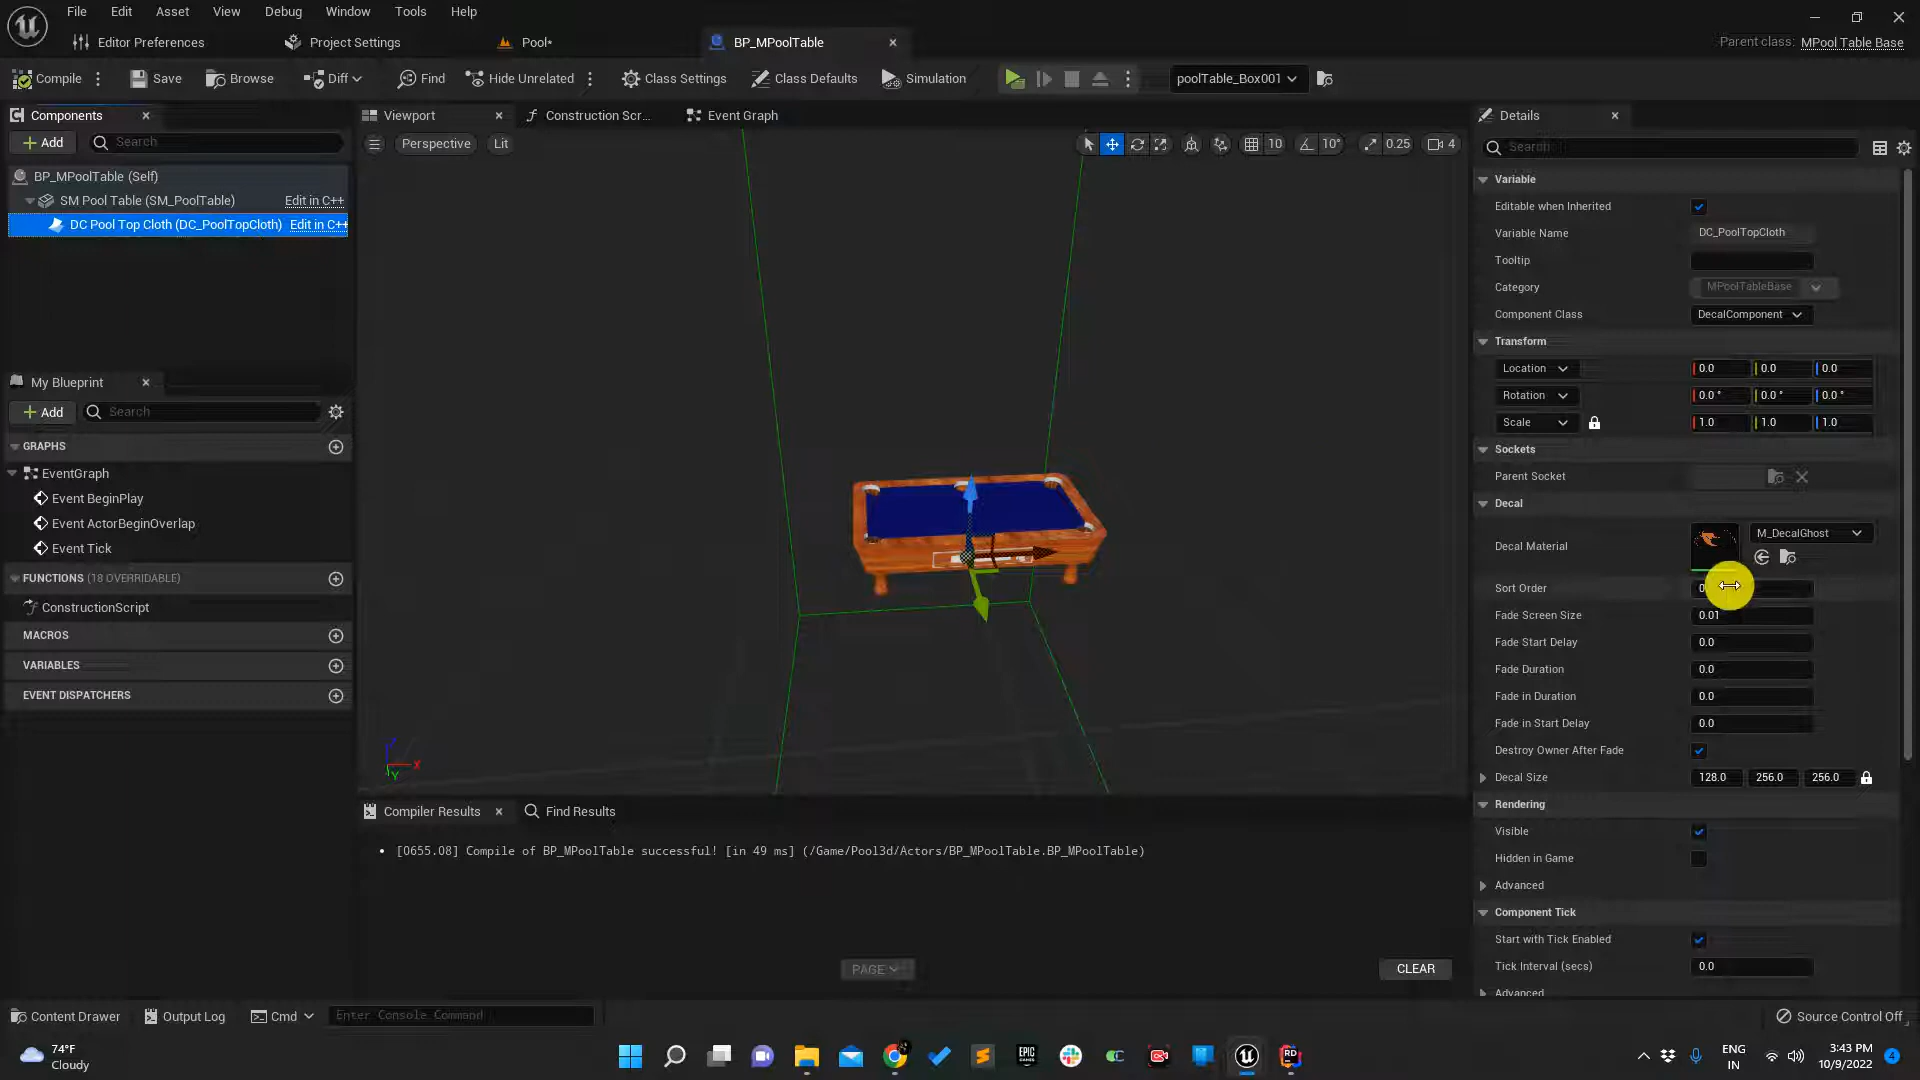 File Edit Asset View Debug Window Tools Help
Editor Preferences Project Settings Pool* BP_MPoolTable Parent class: MPool Table Base
Compile Save Browse Diff Find Hide Unrelated Class Settings Class Defaults Simulation poolTable_Box001
Components Viewport Construction Scr... Event Graph Details
Add Search Perspective Lit 10 10° 0.25 4 Search
BP_MPoolTable (Self)
SM Pool Table (SM_PoolTable) Edit in C++
DC Pool Top Cloth (DC_PoolTopCloth) Edit in C++
My Blueprint
Add Search
GRAPHS
EventGraph
Event BeginPlay
Event ActorBeginOverlap
Event Tick
FUNCTIONS (18 OVERRIDABLE)
ConstructionScript
MACROS
VARIABLES
EVENT DISPATCHERS
X
Y
Variable
Editable when Inherited
Variable Name DC_PoolTopCloth
Tooltip
Category MPoolTableBase
Component Class DecalComponent
Transform
Location 0.0 0.0 0.0
Rotation 0.0 ° 0.0 ° 0.0 °
Scale 1.0 1.0 1.0
Sockets
Parent Socket
Decal
Decal Material M_DecalGhost
Sort Order 0
Fade Screen Size 0.01
Fade Start Delay 0.0
Fade Duration 0.0
Fade in Duration 0.0
Fade in Start Delay 0.0
Destroy Owner After Fade
Decal Size 128.0 256.0 256.0
Rendering
Visible
Hidden in Game
Advanced
Component Tick
Start with Tick Enabled
Tick Interval (secs) 0.0
Advanced
Compiler Results Find Results
• [0655.08] Compile of BP_MPoolTable successful! [in 49 ms] (/Game/Pool3d/Actors/BP_MPoolTable.BP_MPoolTable)
PAGE CLEAR
Content Drawer Output Log Cmd Enter Console Command Source Control Off
74°F
Cloudy
EPIC
GAMES
RD
ENG
IN
3:43 PM
10/9/2022
4